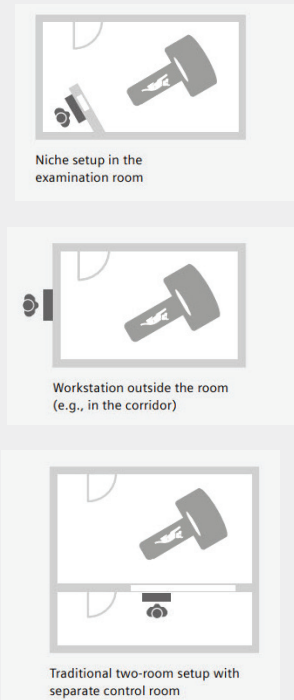 Niche setup in the
examination room
Workstation outside the room
(e.g., in the corridor)
Traditional two-room setup with
separate control room